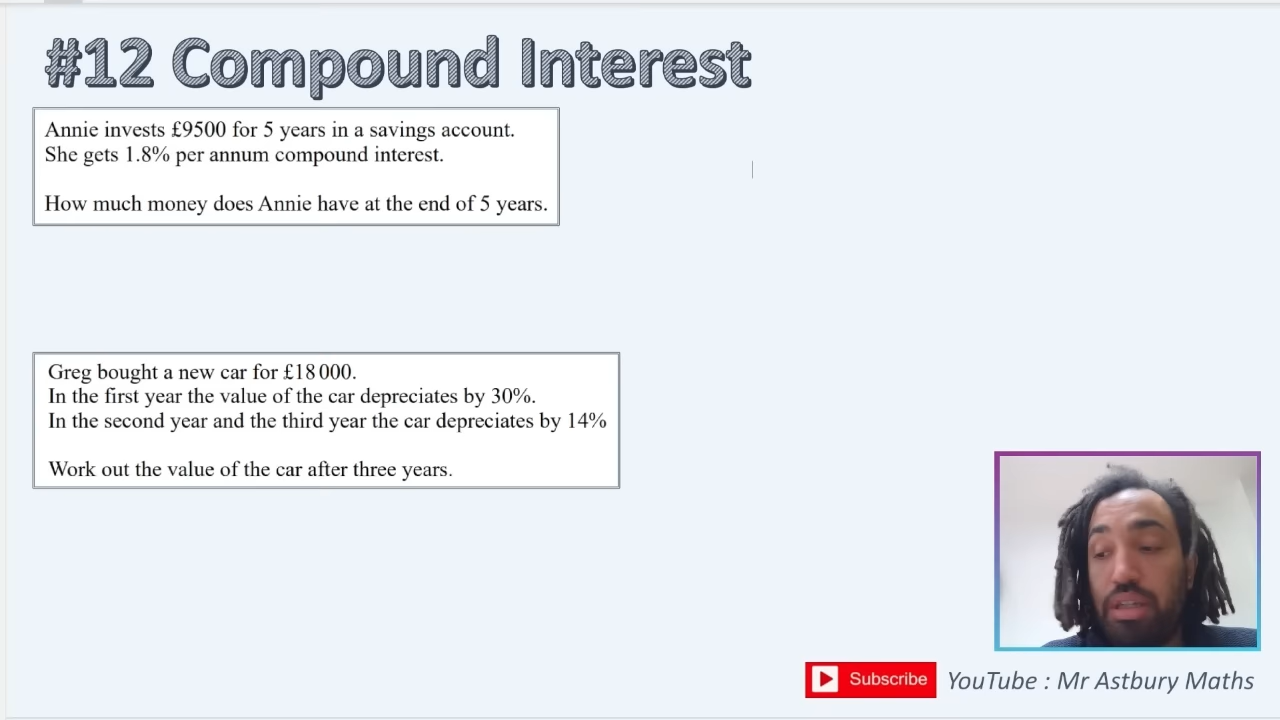 #12 Compound Interest
Annie invests £9500 for 5 years in a savings account.
She gets 1.8% per annum compound interest.
How much money does Annie have at the end of 5 years.
Greg bought a new car for £18 000.
In the first year the value of the car depreciates by 30%.
In the second year and the third year the car depreciates by 14%
Work out the value of the car after three years.
Subscribe
YouTube : Mr Astbury Maths